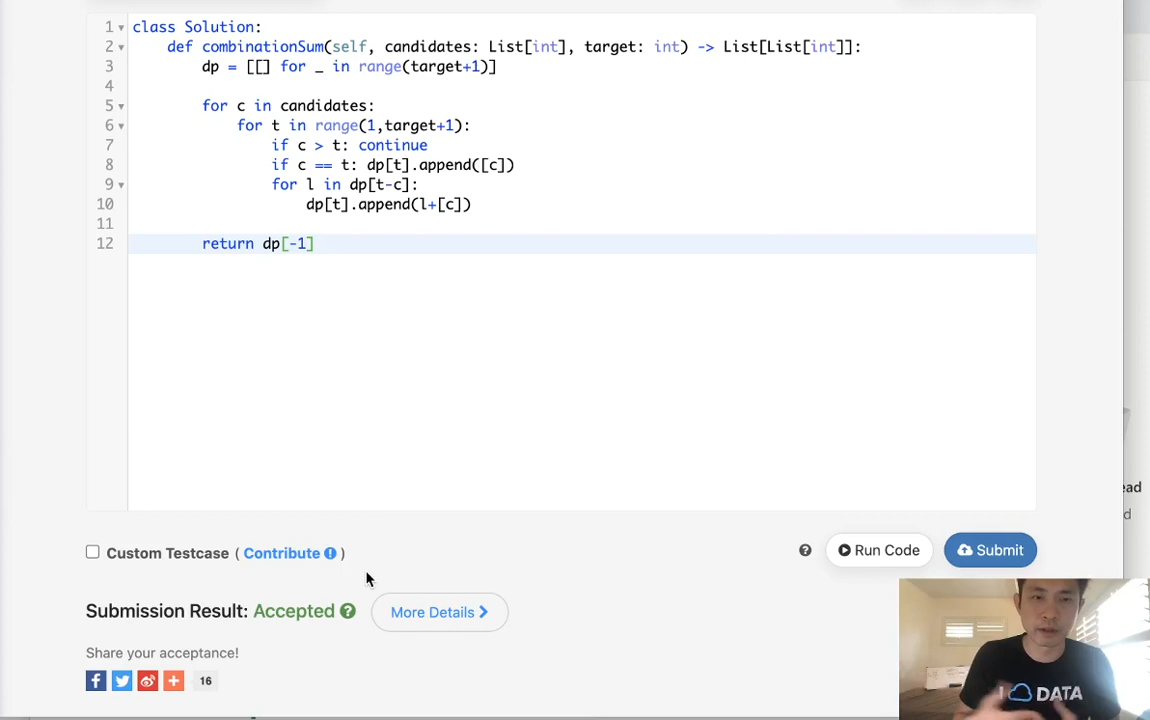 1 class Solution:
2 def combinationSum(self, candidates: List[int], target: int) -> List[List[int]]:
3 dp = [[] for _ in range(target+1)]
4
5 for c in candidates:
6 for t in range(1,target+1):
7 if c > t: continue
8 if c == t: dp[t].append([c])
9 for l in dp[t-c]:
10 dp[t].append(l+[c])
11
12 return dp[-1]
ead
d
Custom Testcase ( Contribute )
? Run Code Submit
Submission Result: Accepted ? More Details
Share your acceptance!
16
I DATA